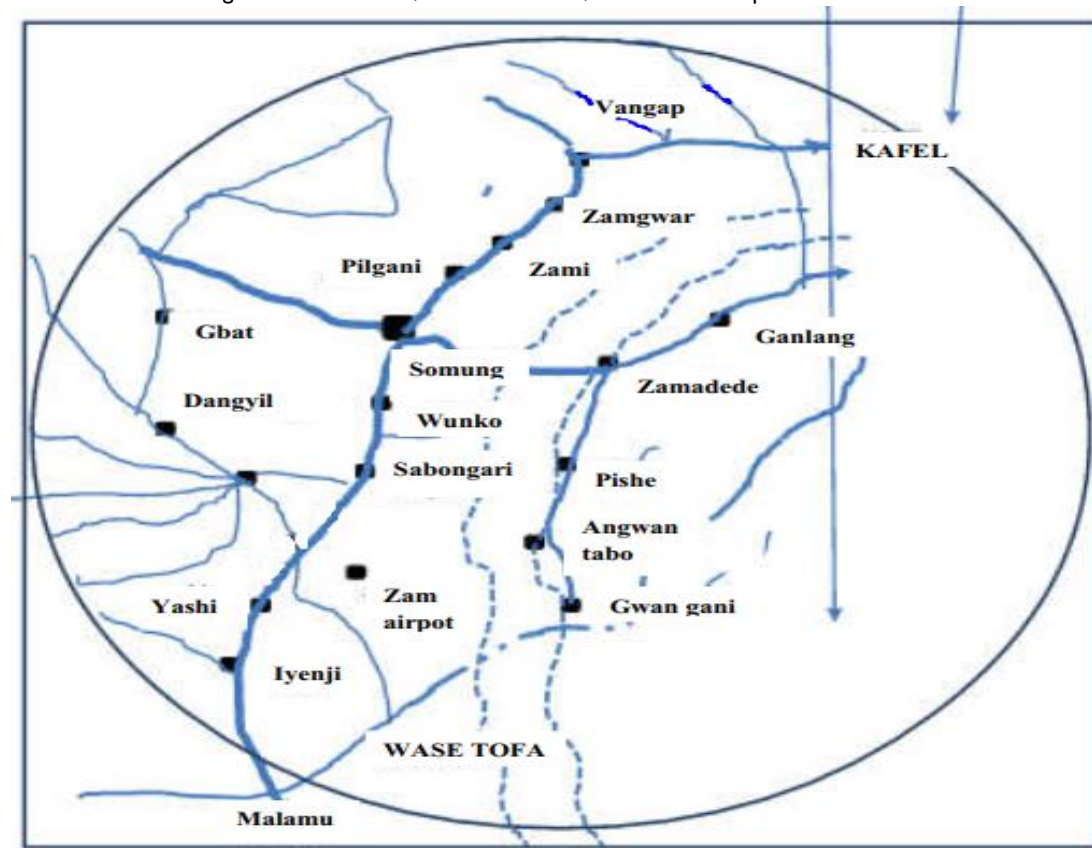 Vangap
KAFEL
Zamgwar
Pilgani
Zami
Gbat
Ganlang
Somung
Zamadede
Dangyil
Wunko
Sabongari
Pishe
Angwan
tabo
Yashi
Zam
airpot
Gwan gani
Iyenji
WASE TOFA
Malamu